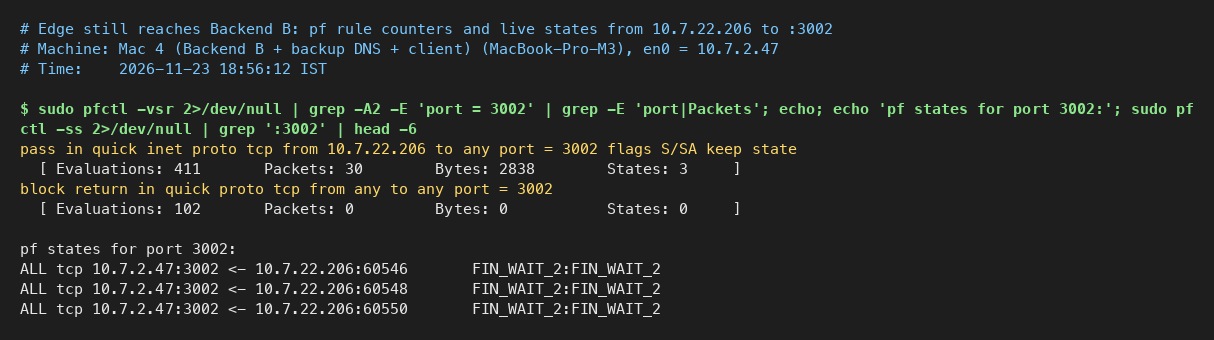 # Edge still reaches Backend B: pf rule counters and live states from 10.7.22.206 to :3002
# Machine: Mac 4 (Backend B + backup DNS + client) (MacBook-Pro-M3), en0 = 10.7.2.47
# Time:    2026-11-23 18:56:12 IST
$ sudo pfctl -vsr 2>/dev/null | grep -A2 -E 'port = 3002' | grep -E 'port|Packets'; echo; echo 'pf states for port 3002:'; sudo pf
ctl -ss 2>/dev/null | grep ':3002' | head -6
pass in quick inet proto tcp from 10.7.22.206 to any port = 3002 flags S/SA keep state
  [ Evaluations: 411       Packets: 30        Bytes: 2838        States: 3     ]
block return in quick proto tcp from any to any port = 3002
  [ Evaluations: 102       Packets: 0         Bytes: 0           States: 0     ]
pf states for port 3002:
ALL tcp 10.7.2.47:3002 <- 10.7.22.206:60546       FIN_WAIT_2:FIN_WAIT_2
ALL tcp 10.7.2.47:3002 <- 10.7.22.206:60548       FIN_WAIT_2:FIN_WAIT_2
ALL tcp 10.7.2.47:3002 <- 10.7.22.206:60550       FIN_WAIT_2:FIN_WAIT_2